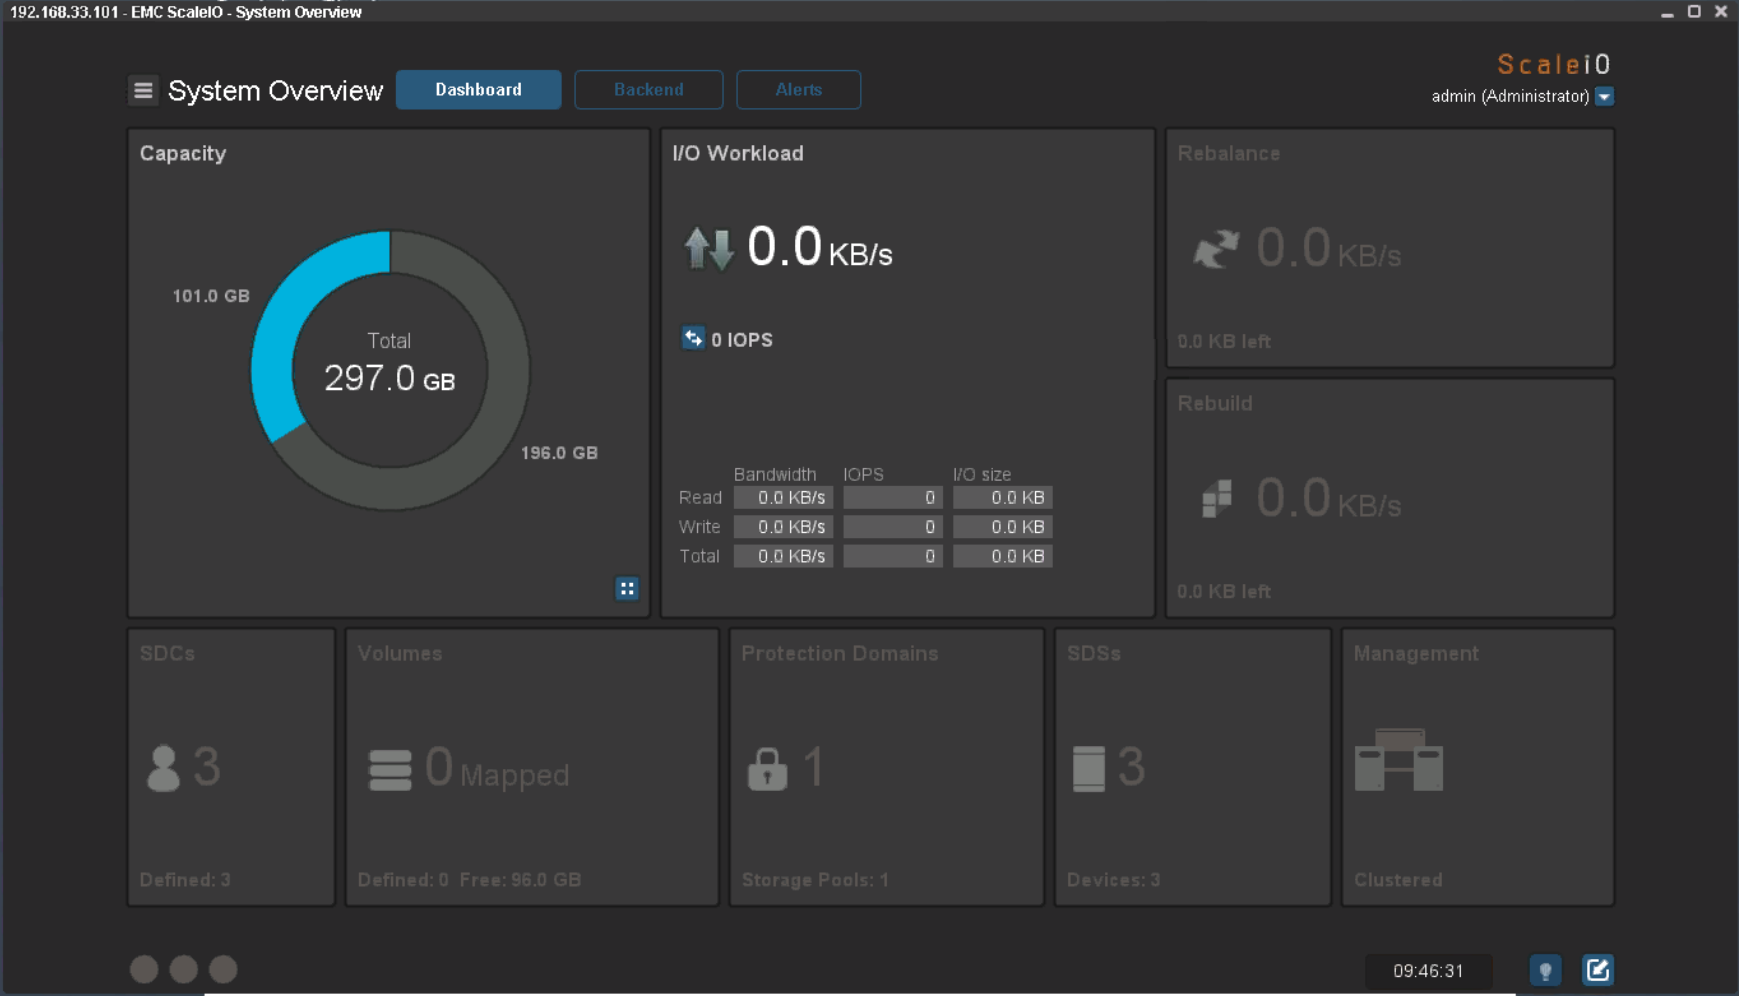 192.168.33.101 - EMC ScaleIO - System Overview
ScaleiO
System Overview
Dashboard
Backend
Alerts
admin (Administrator)
Capacity
101.0 GB
Total
297.0 GB
196.0 GB
I/O Workload
0.0 KB/s
0 IOPS
Bandwidth IOPS I/O size
Read 0.0 KB/s 0 0.0 KB
Write 0.0 KB/s 0 0.0 KB
Total 0.0 KB/s 0 0.0 KB
Rebalance
0.0 KB/s
0.0 KB left
Rebuild
0.0 KB/s
0.0 KB left
SDCs
3
Defined: 3
Volumes
0 Mapped
Defined: 0 Free: 96.0 GB
Protection Domains
1
Storage Pools: 1
SDSs
3
Devices: 3
Management
Clustered
09:46:31